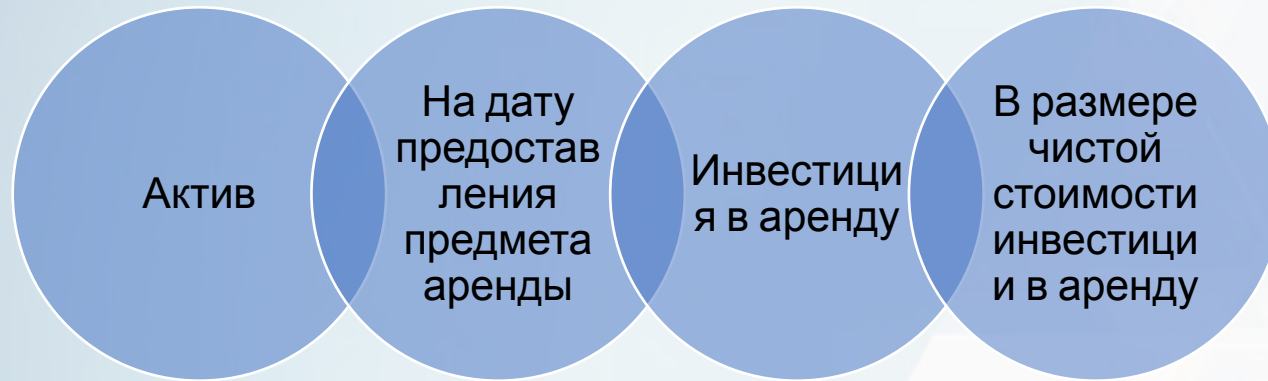 Актив
На дату
предостав
ления
предмета
аренды
Инвестици
я в аренду
В размере
чистой
стоимости
инвестици
и в аренду